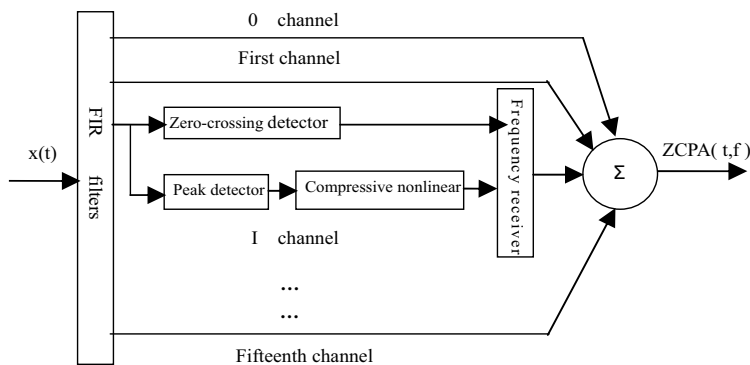 0 channel
First channel
FIR filters
Zero-crossing detector
x(t)
Peak detector
Compressive nonlinear
Frequency receiver
Σ
ZCPA( t,f )
I channel
...
...
Fifteenth channel